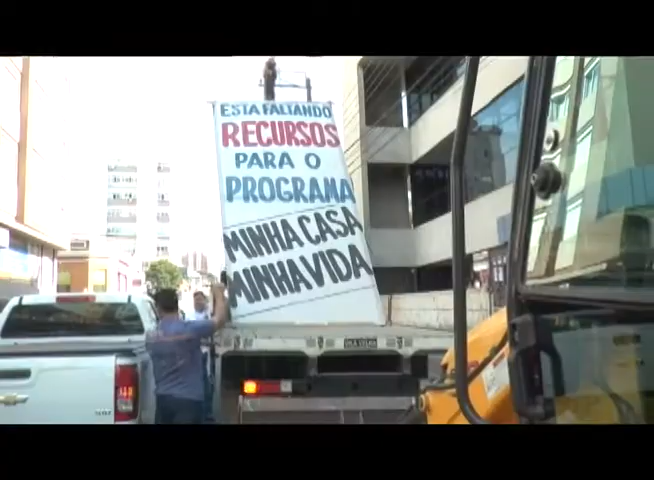 ESTA FALTANDO
RECURSOS
PARA O
PROGRAMA
MINHA CASA
MINHA VIDA